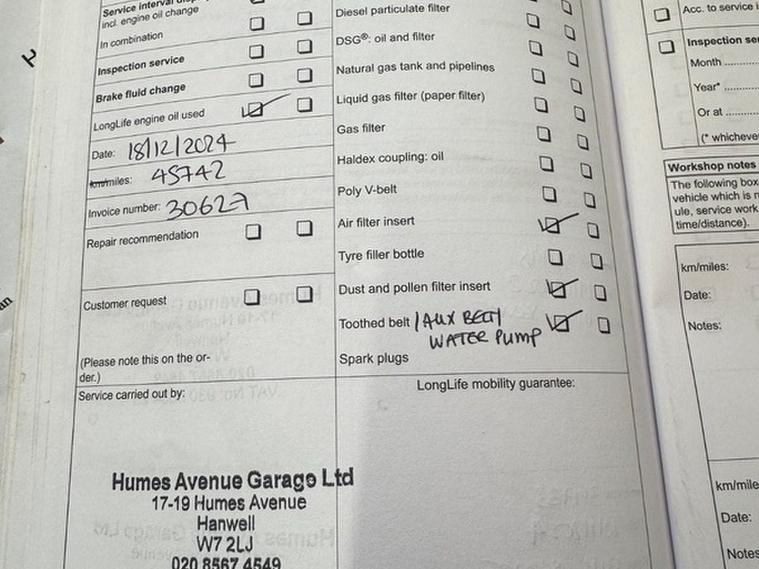 Service interval
incl. engine oil change
In combination
Inspection service
Brake fluid change
LongLife engine oil used
Date: 18/12/2024
km/miles: 45742
Invoice number: 30627
Repair recommendation
Customer request
(Please note this on the or-
der.)
Service carried out by:
Humes Avenue Garage Ltd
17-19 Humes Avenue
Hanwell
W7 2LJ
020 8567 4549
Diesel particulate filter
DSG®: oil and filter
Natural gas tank and pipelines
Liquid gas filter (paper filter)
Gas filter
Haldex coupling: oil
Poly V-belt
Air filter insert
Tyre filler bottle
Dust and pollen filter insert
Toothed belt / AUX BELT/
WATER PUMP
Spark plugs
LongLife mobility guarantee:
Acc. to service
Inspection
Month
Year*
Or at
(*
Workshop notes
The following
vehicle which is
ule, service work
time/distance).
km/miles:
Date:
Notes:
Date:
Notes